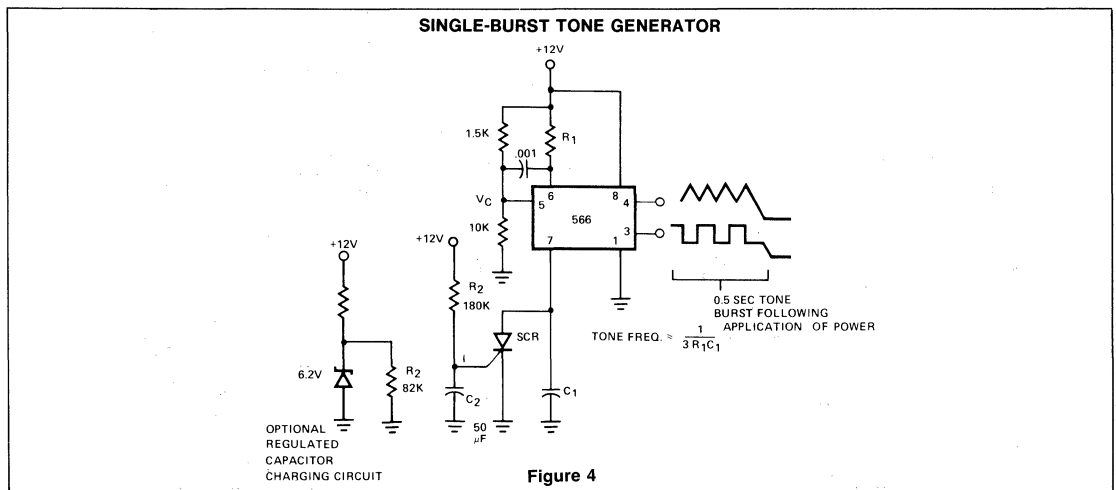 SINGLE-BURST TONE GENERATOR
+12V
1.5K
R1
.001
VC
5
6
8
4
566
3
7
1
10K
+12V
+12V
R2
180K
SCR
0.5 SEC TONE
BURST FOLLOWING
APPLICATION OF POWER
TONE FREQ. = 1
3 R1C1
6.2V
R2
82K
i
C2
C1
50
μF
OPTIONAL
REGULATED
CAPACITOR
CHARGING CIRCUIT
Figure 4